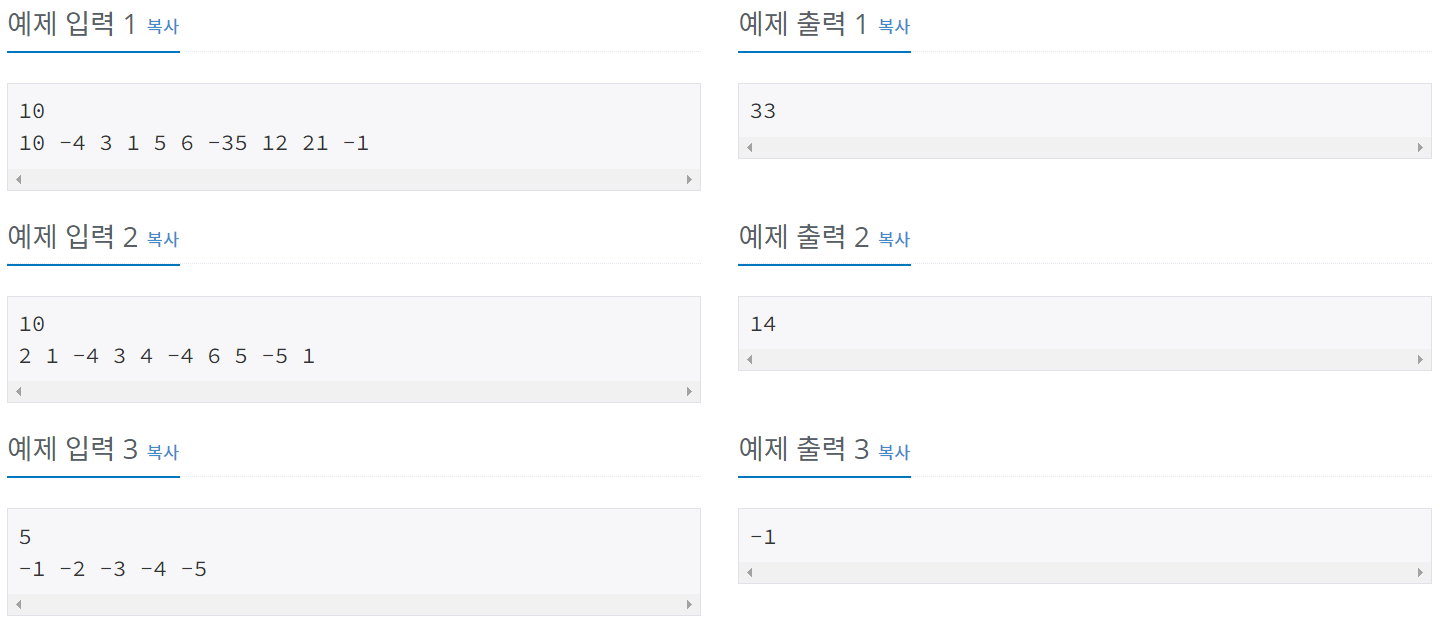 예제 입력 1 복사
10
10 -4 3 1 5 6 -35 12 21 -1
예제 출력 1 복사
33
예제 입력 2 복사
10
2 1 -4 3 4 -4 6 5 -5 1
예제 출력 2 복사
14
예제 입력 3 복사
5
-1 -2 -3 -4 -5
예제 출력 3 복사
-1